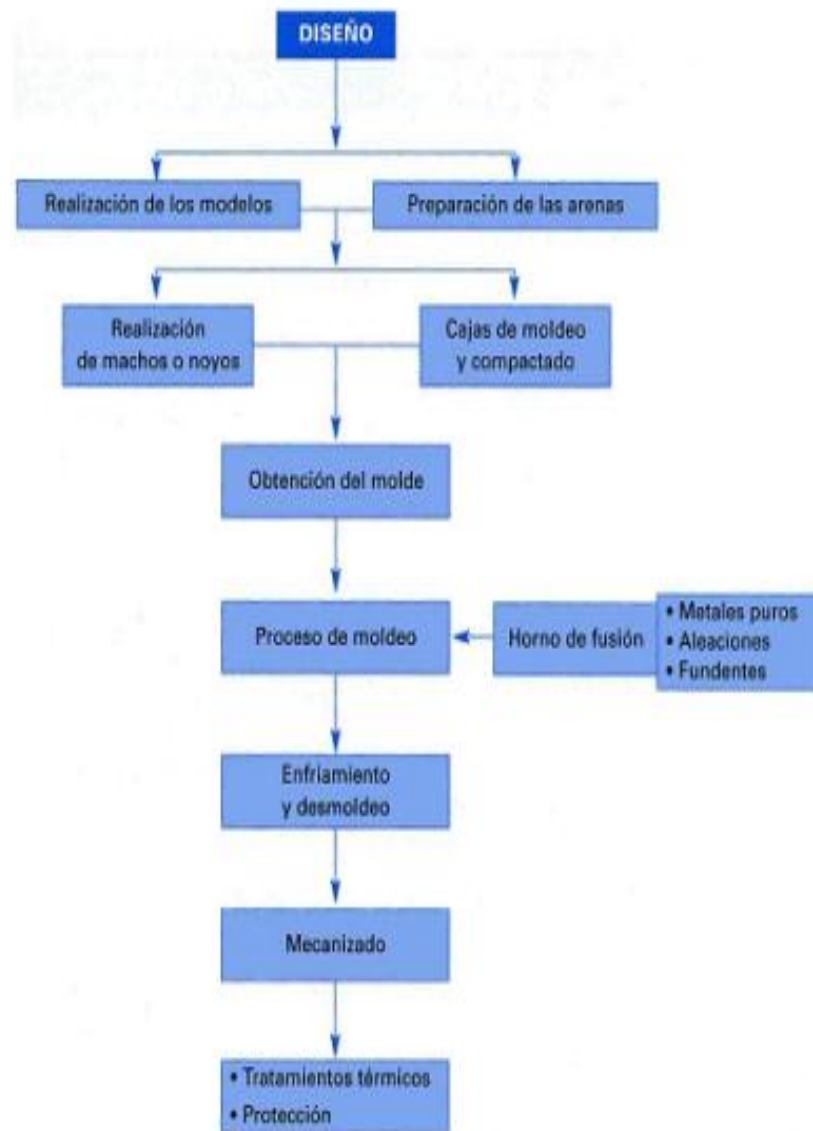 DISEÑO
Realización de los modelos
Preparación de las arenas
Realización
de machos o noyos
Cajas de moldeo
y compactado
Obtención del molde
Proceso de moldeo
Horno de fusión
• Metales puros
• Aleaciones
• Fundentes
Enfriamiento
y desmoldeo
Mecanizado
• Tratamientos térmicos
• Protección